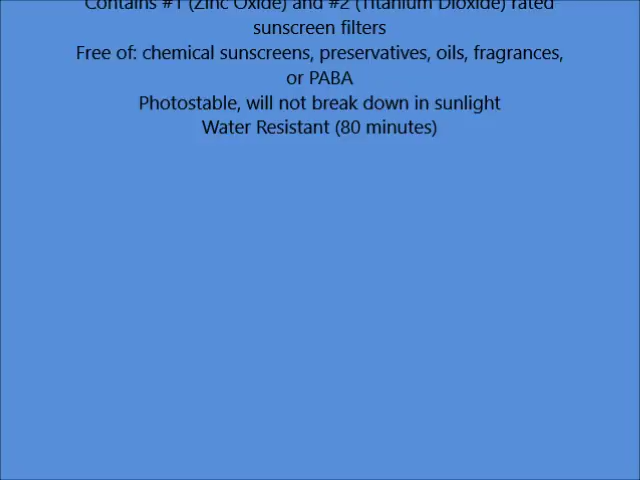 Contains #1 (Zinc Oxide) and #2 (Titanium Dioxide) rated
sunscreen filters
Free of: chemical sunscreens, preservatives, oils, fragrances,
or PABA
Photostable, will not break down in sunlight
Water Resistant (80 minutes)